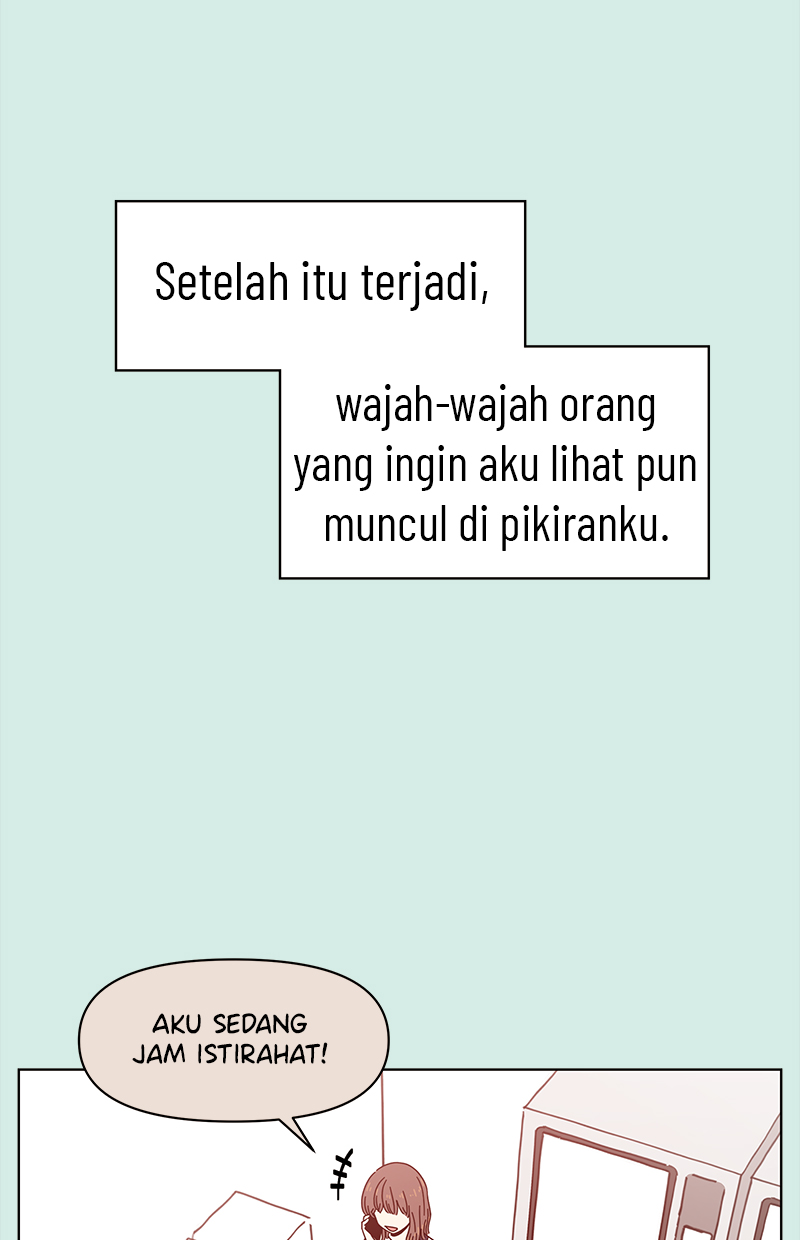 Setelah itu terjadi,
wajah-wajah orang
yang ingin aku lihat pun
muncul di pikiranku.
AKU SEDANG
JAM ISTIRAHAT!